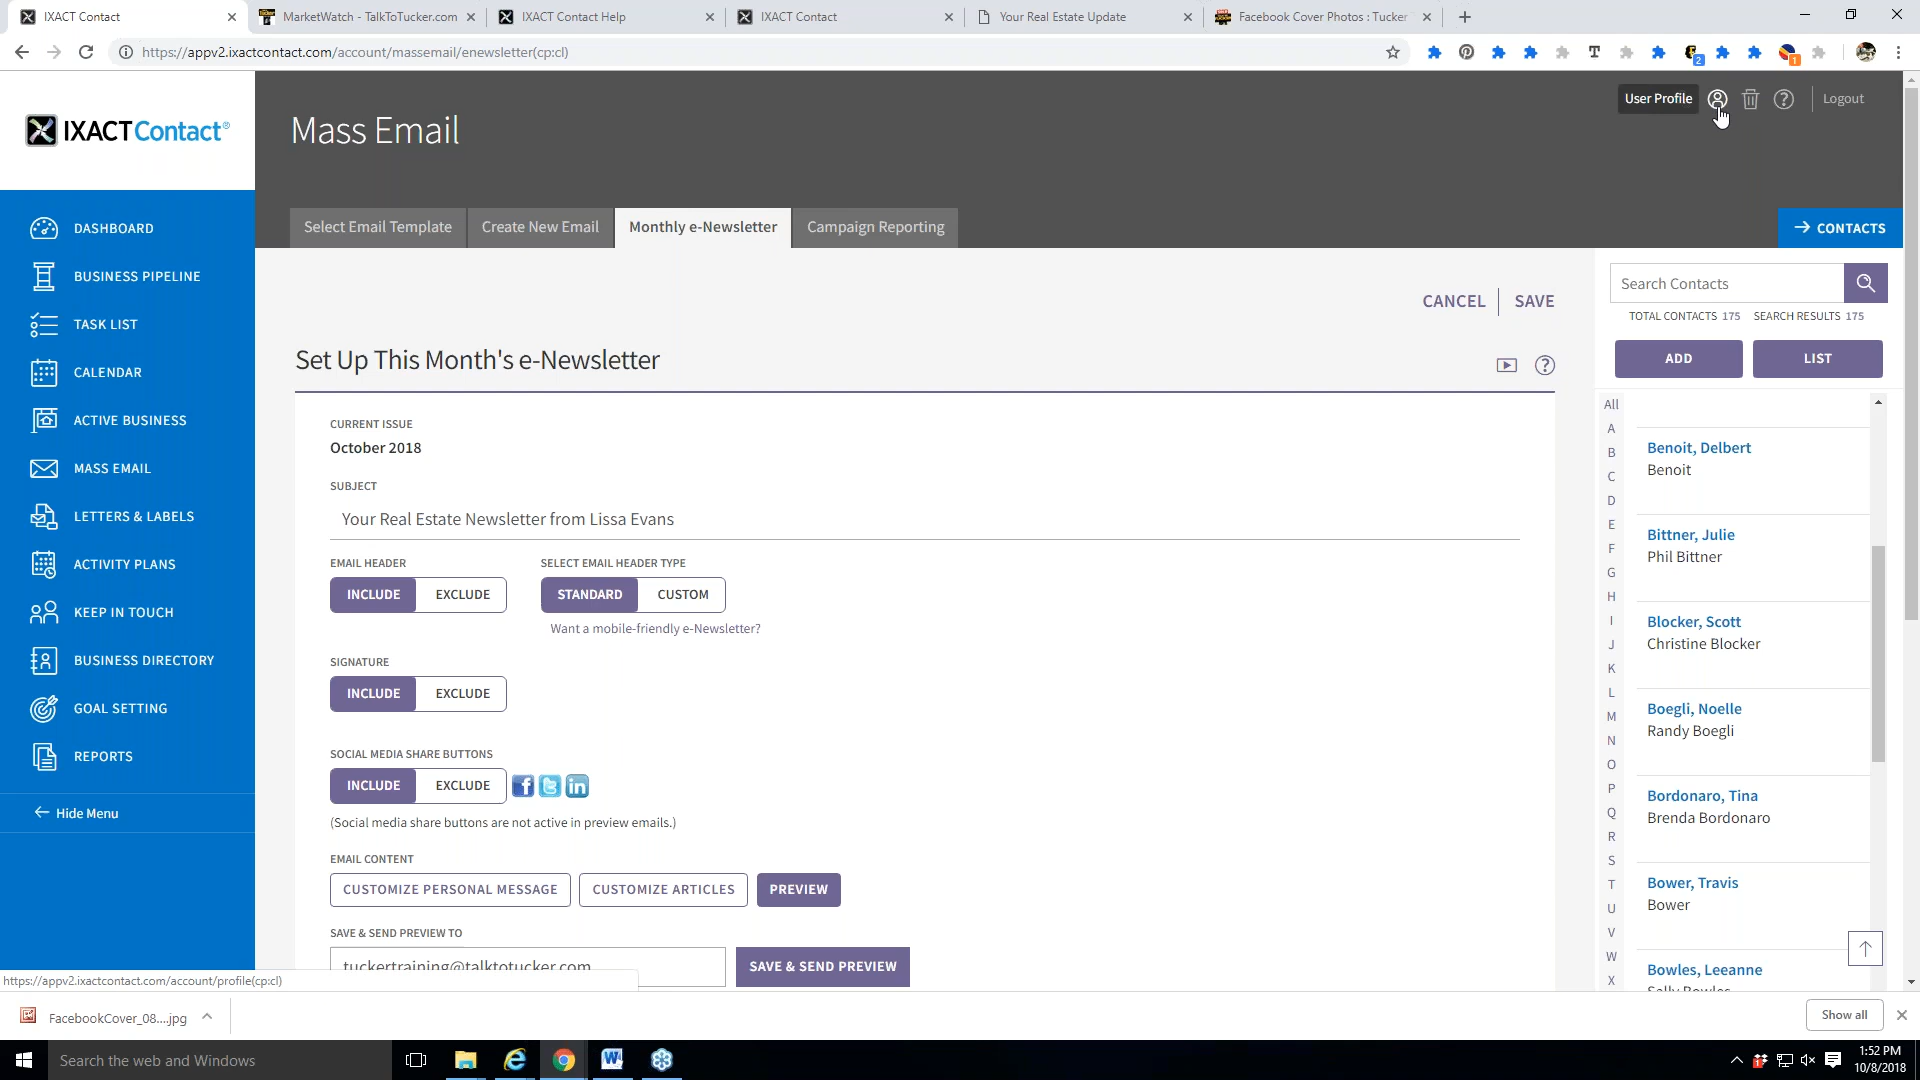 IXACT Contact
MarketWatch - TalkToTucker.com
IXACT Contact Help
IXACT Contact
Your Real Estate Update
Facebook Cover Photos : Tucker
https://appv2.ixactcontact.com/account/massemail/enewsletter(cp:cl)
2
1
IXACTContact®
Mass Email
User Profile
Logout
Select Email Template
Create New Email
Monthly e-Newsletter
Campaign Reporting
→ CONTACTS
DASHBOARD
BUSINESS PIPELINE
TASK LIST
CALENDAR
ACTIVE BUSINESS
MASS EMAIL
LETTERS & LABELS
ACTIVITY PLANS
KEEP IN TOUCH
BUSINESS DIRECTORY
GOAL SETTING
REPORTS
← Hide Menu
CANCEL
SAVE
Set Up This Month's e-Newsletter
CURRENT ISSUE
October 2018
SUBJECT
Your Real Estate Newsletter from Lissa Evans
EMAIL HEADER
SELECT EMAIL HEADER TYPE
INCLUDE EXCLUDE
STANDARD CUSTOM
Want a mobile-friendly e-Newsletter?
SIGNATURE
INCLUDE EXCLUDE
SOCIAL MEDIA SHARE BUTTONS
INCLUDE EXCLUDE
(Social media share buttons are not active in preview emails.)
EMAIL CONTENT
CUSTOMIZE PERSONAL MESSAGE
CUSTOMIZE ARTICLES
PREVIEW
SAVE & SEND PREVIEW TO
tuckertraining@talktotucker.com
SAVE & SEND PREVIEW
Search Contacts
TOTAL CONTACTS 175 SEARCH RESULTS 175
ADD
LIST
All
A
B
C
D
E
F
G
H
I
J
K
L
M
N
O
P
Q
R
S
T
U
V
W
X
Benoit, Delbert
Benoit
Bittner, Julie
Phil Bittner
Blocker, Scott
Christine Blocker
Boegli, Noelle
Randy Boegli
Bordonaro, Tina
Brenda Bordonaro
Bower, Travis
Bower
Bowles, Leeanne
Sally Bowles
https://appv2.ixactcontact.com/account/profile(cp:cl)
FacebookCover_08....jpg
Show all
Search the web and Windows
1:52 PM
10/8/2018